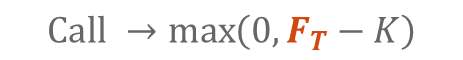 Call → max(0, F_T − K)